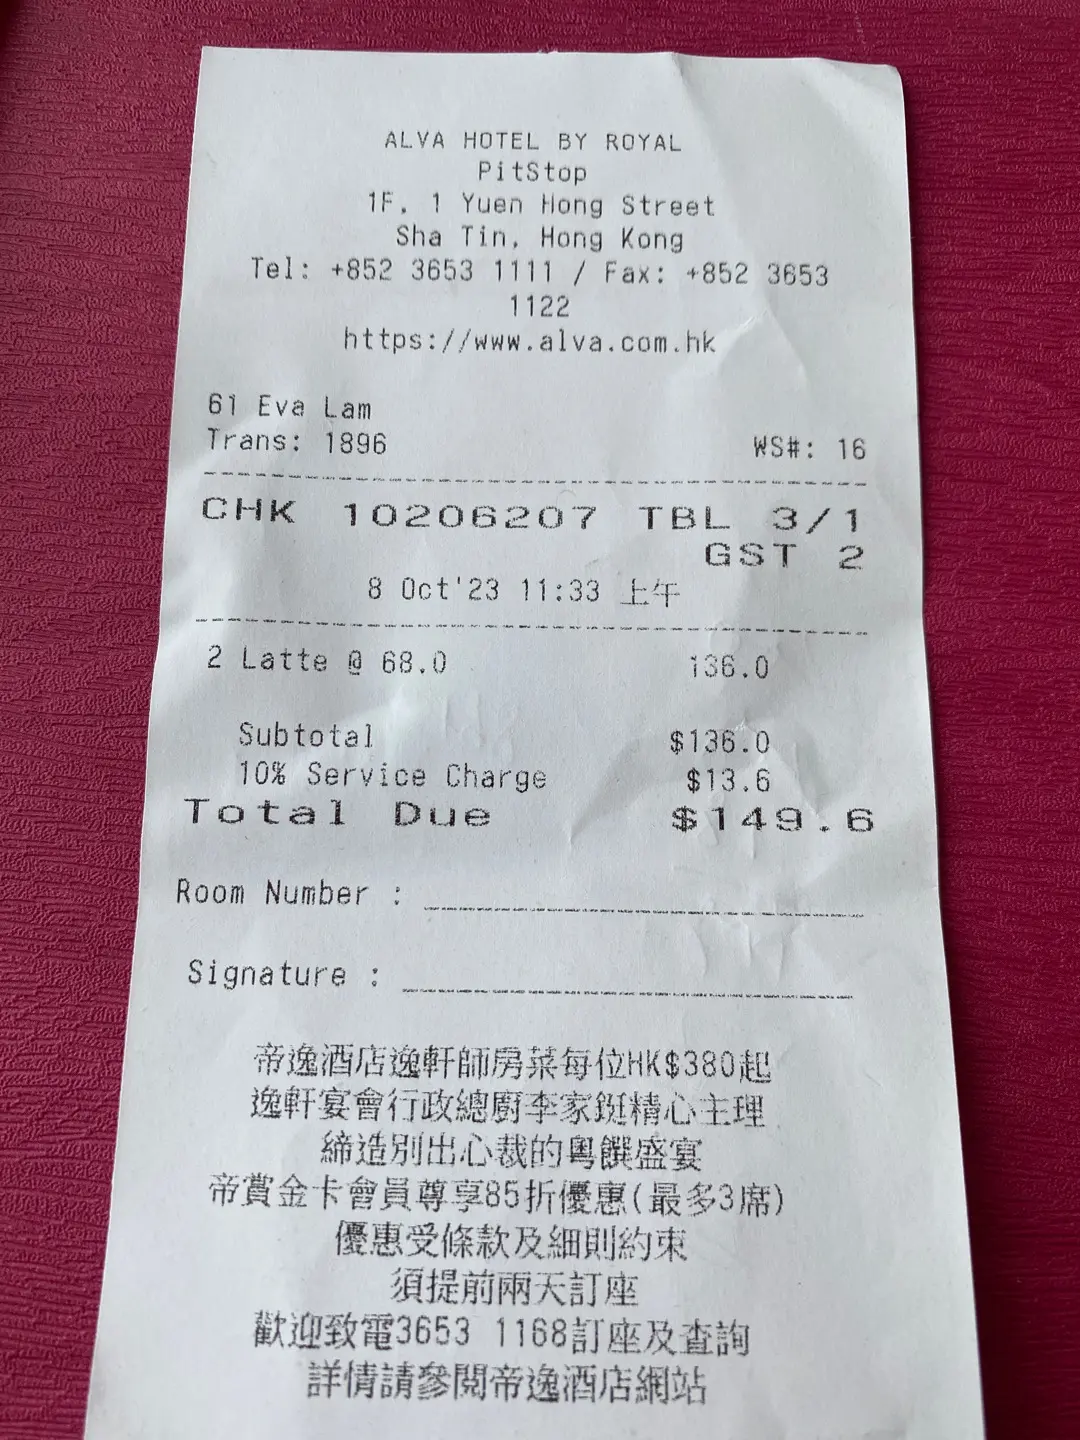 ALVA HOTEL BY ROYAL
PitStop
1F, 1 Yuen Hong Street
Sha Tin, Hong Kong
Tel: +852 3653 1111 / Fax: +852 3653
1122
https://www.alva.com.hk
61 Eva Lam
Trans: 1896 WS#: 16
CHK 10206207 TBL 3/1
GST 2
8 Oct'23 11:33 上午
2 Latte @ 68.0 136.0
Subtotal $136.0
10% Service Charge $13.6
Total Due $149.6
Room Number :
Signature :
帝逸酒店逸軒師房菜每位HK$380起
逸軒宴會行政總廚李家鋌精心主理
締造別出心裁的粵饌盛宴
帝賞金卡會員尊享85折優惠(最多3席)
優惠受條款及細則約束
須提前兩天訂座
歡迎致電3653 1168訂座及查詢
詳情請參閱帝逸酒店網站